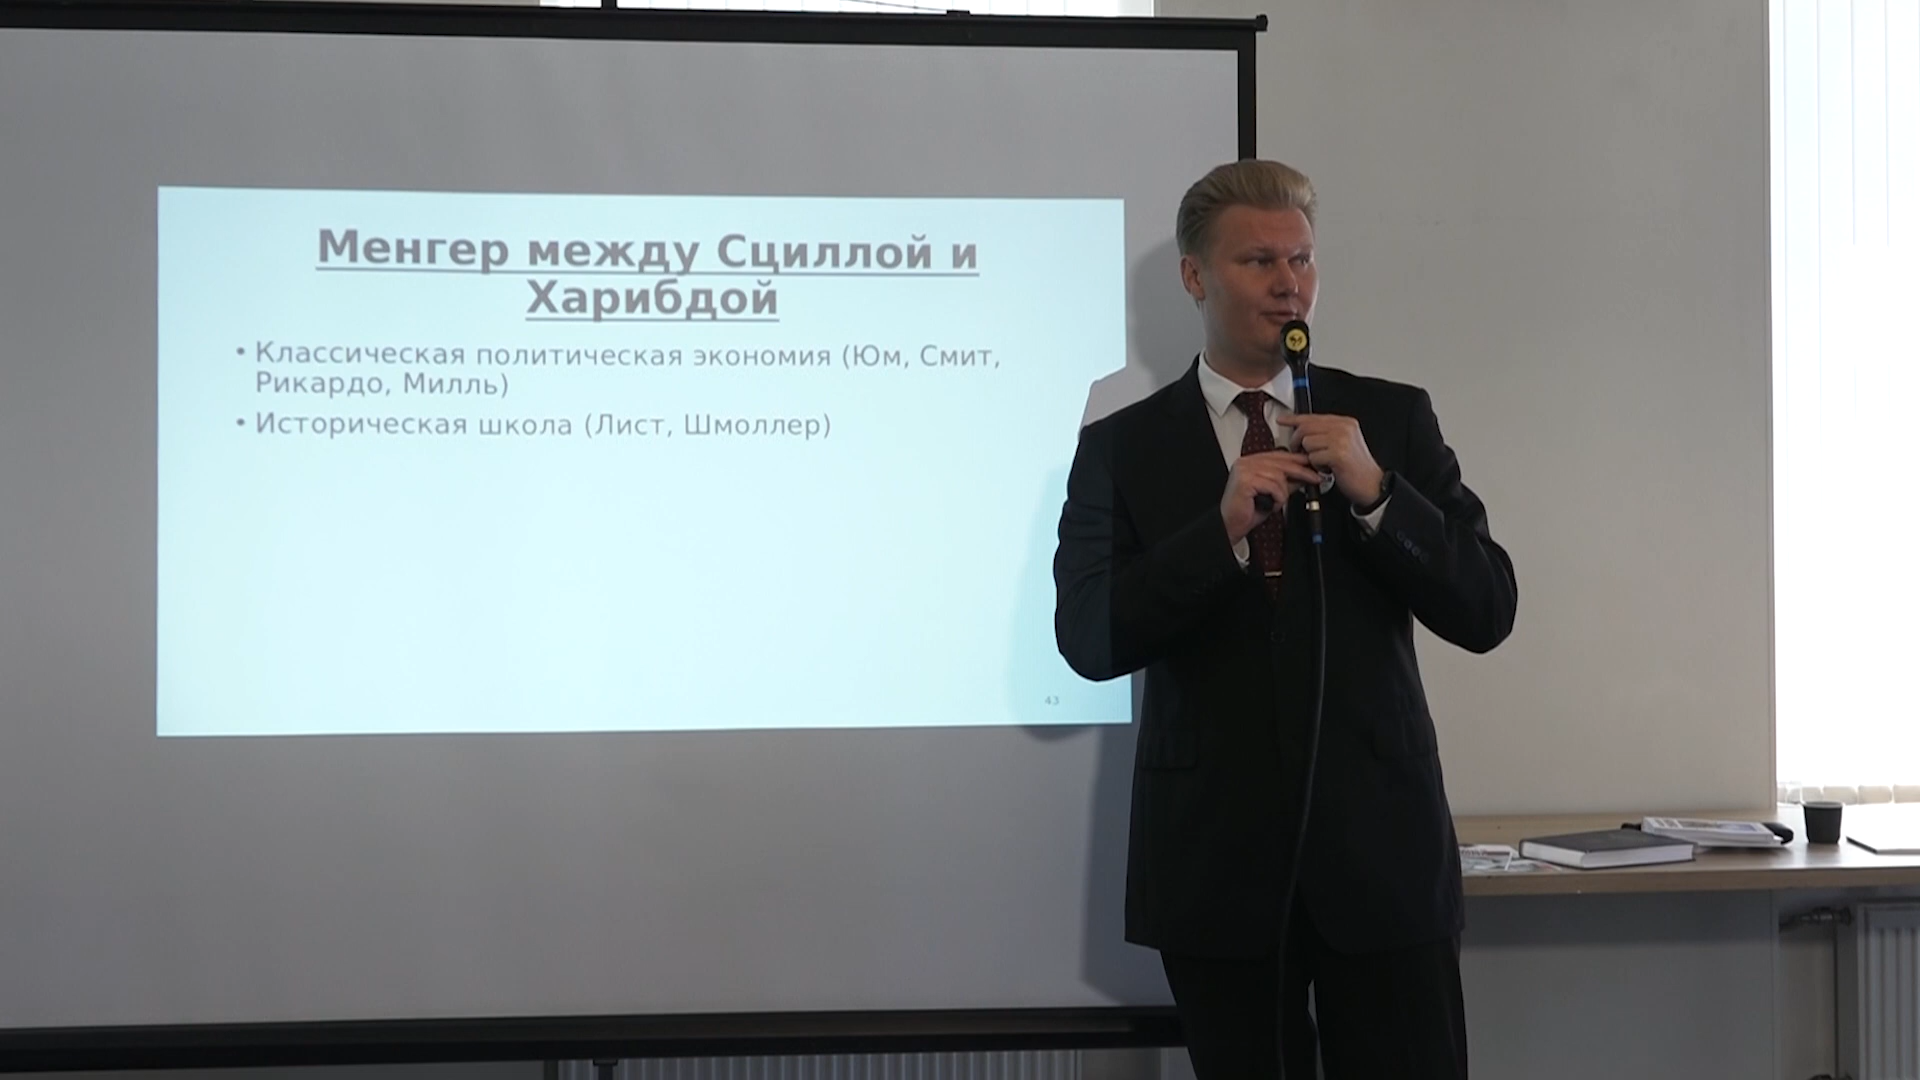 Менгер между Сциллой и
Харибдой
• Классическая политическая экономия (Юм, Смит,
Рикардо, Милль)
• Историческая школа (Лист, Шмоллер)
43